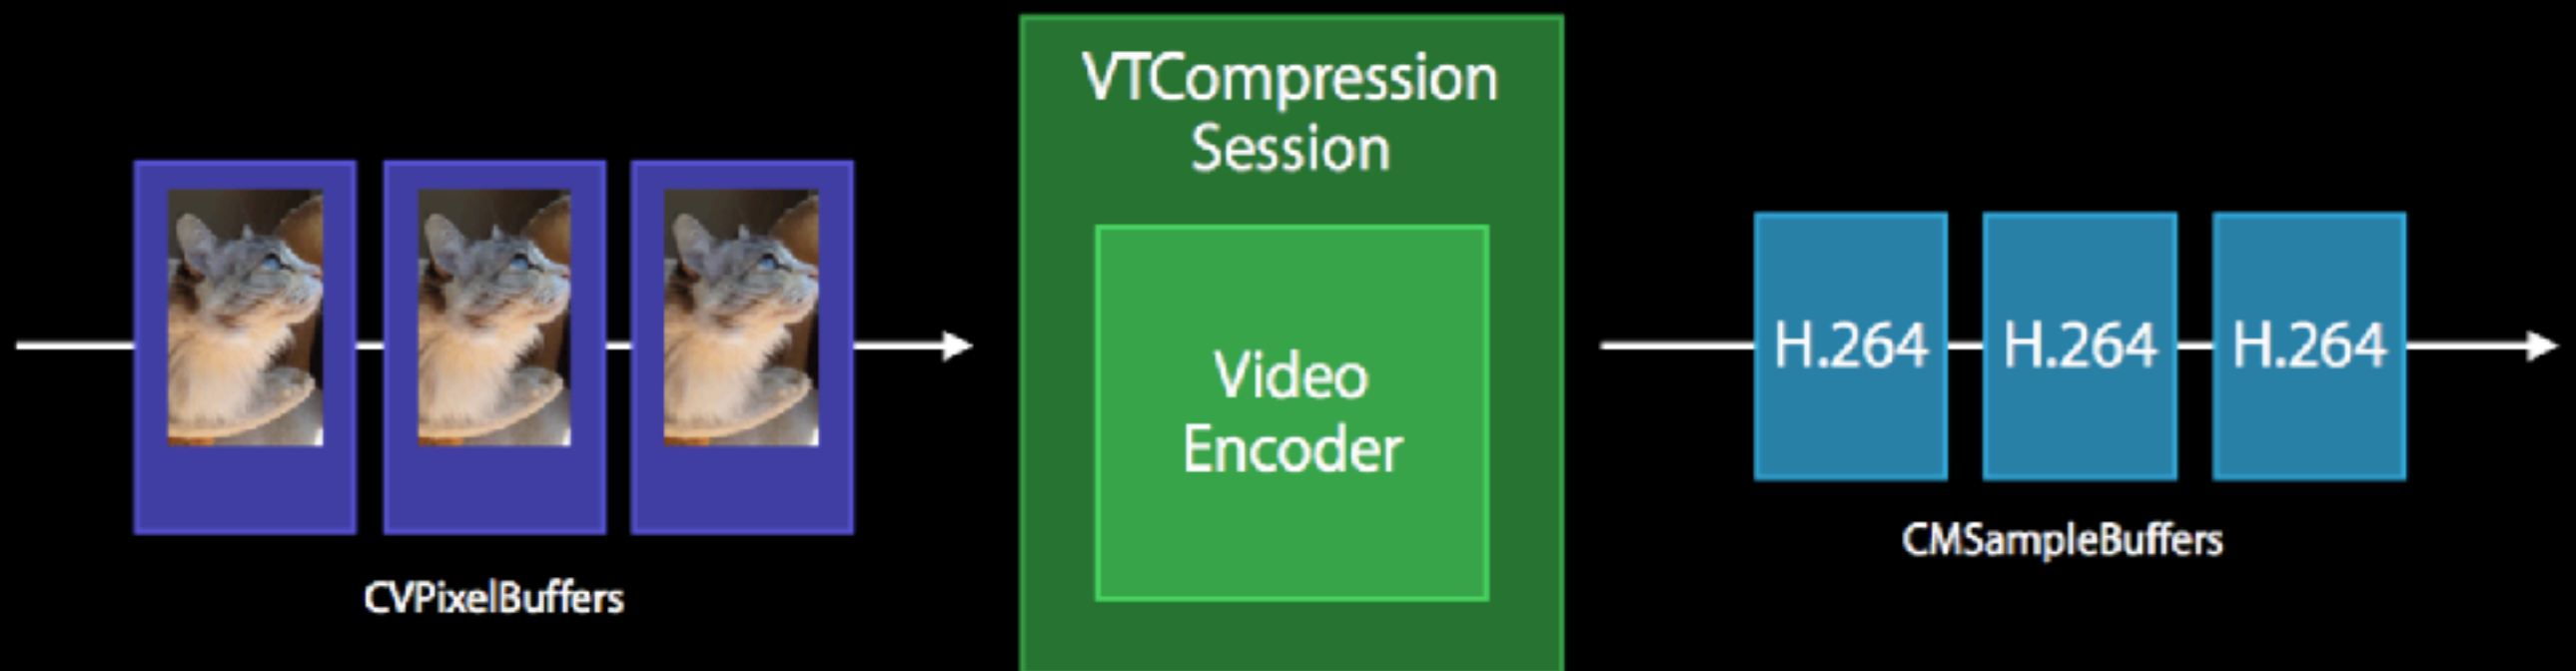 VTCompression
Session
Video
Encoder
CVPixelBuffers
H.264
H.264
H.264
CMSampleBuffers